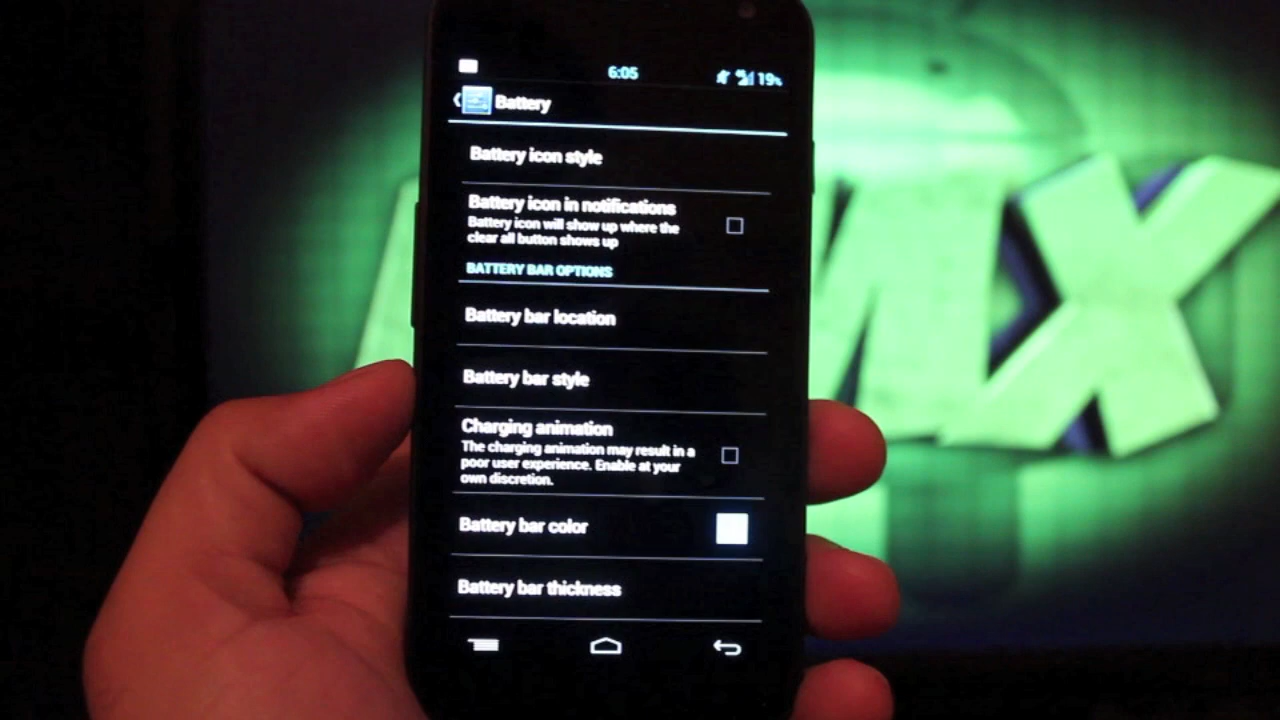 6:05
19%
Battery
Battery icon style
Battery icon in notifications
Battery icon will show up where the
clear all button shows up
BATTERY BAR OPTIONS
Battery bar location
Battery bar style
Charging animation
The charging animation may result in a
poor user experience. Enable at your
own discretion.
Battery bar color
Battery bar thickness